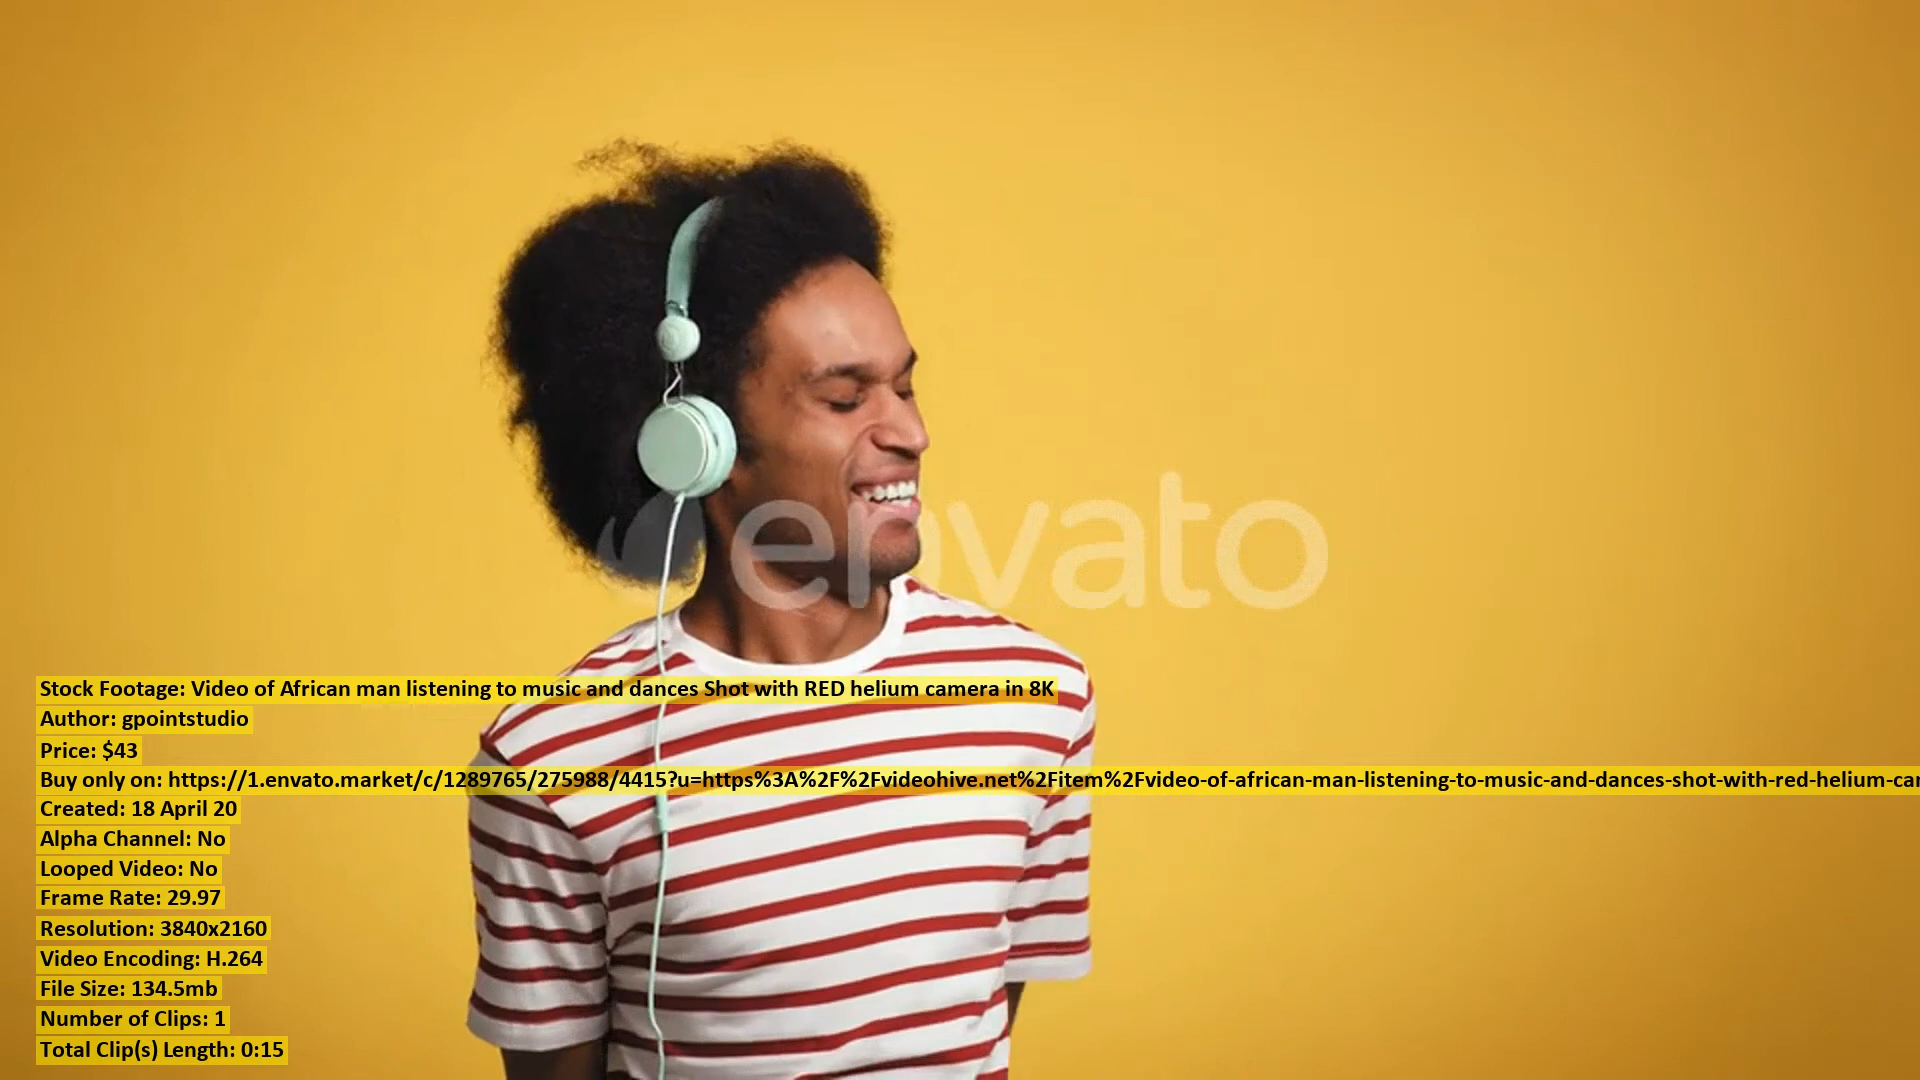 envato
Stock Footage: Video of African man listening to music and dances Shot with RED helium camera in 8K
Author: gpointstudio
Price: $43
Buy only on: https://1.envato.market/c/1289765/275988/4415?u=https%3A%2F%2Fvideohive.net%2Fitem%2Fvideo-of-african-man-listening-to-music-and-dances-shot-with-red-helium-car
Created: 18 April 20
Alpha Channel: No
Looped Video: No
Frame Rate: 29.97
Resolution: 3840x2160
Video Encoding: H.264
File Size: 134.5mb
Number of Clips: 1
Total Clip(s) Length: 0:15